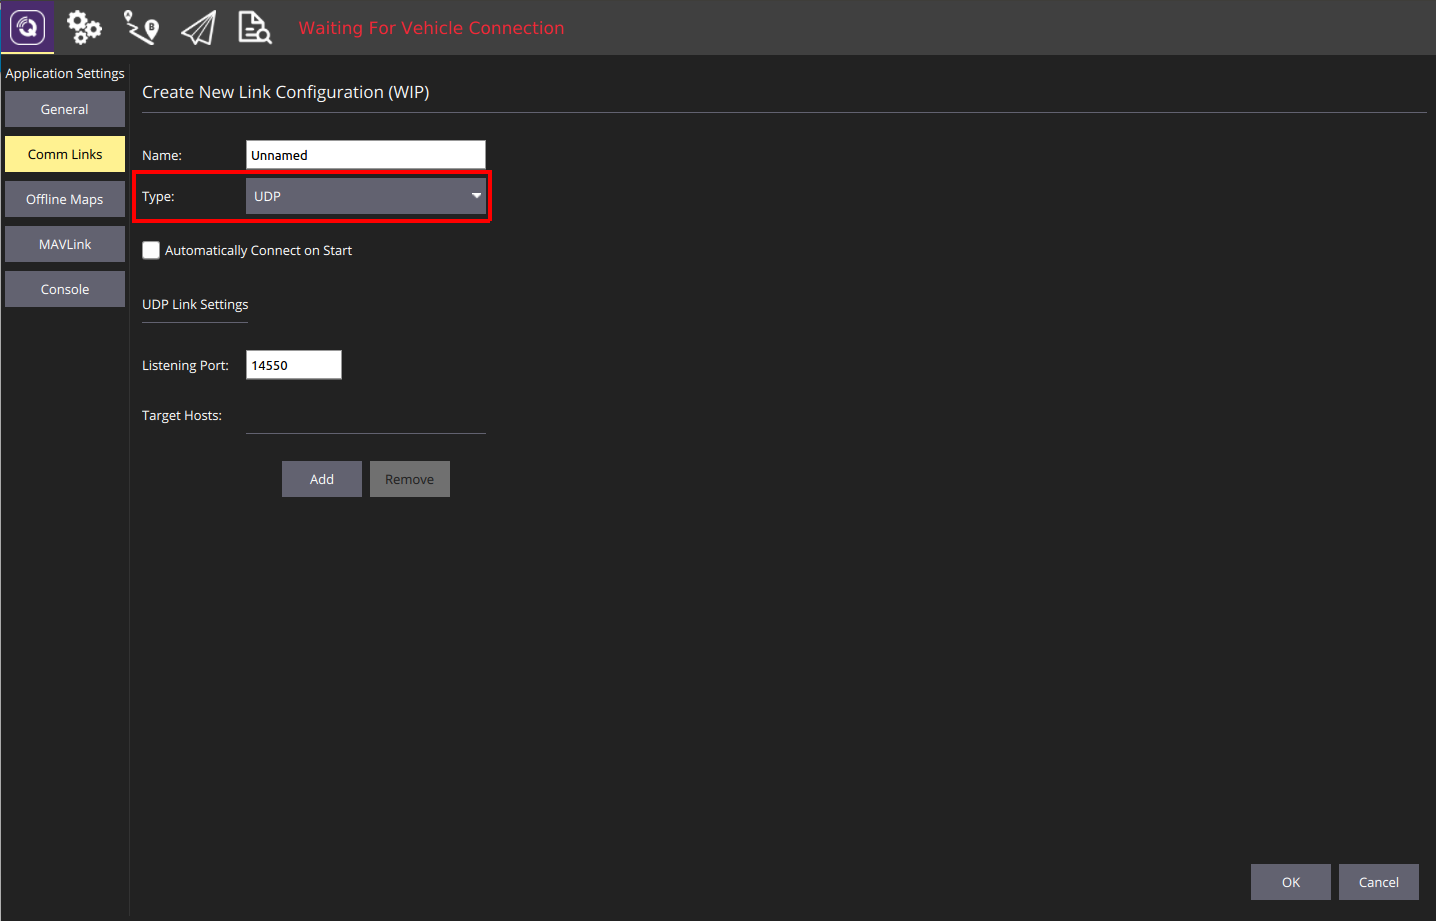 Waiting For Vehicle Connection
Application Settings
General
Comm Links
Offline Maps
MAVLink
Console
Create New Link Configuration (WIP)
Name: Unnamed
Type: UDP
Automatically Connect on Start
UDP Link Settings
Listening Port: 14550
Target Hosts:
Add Remove
OK Cancel